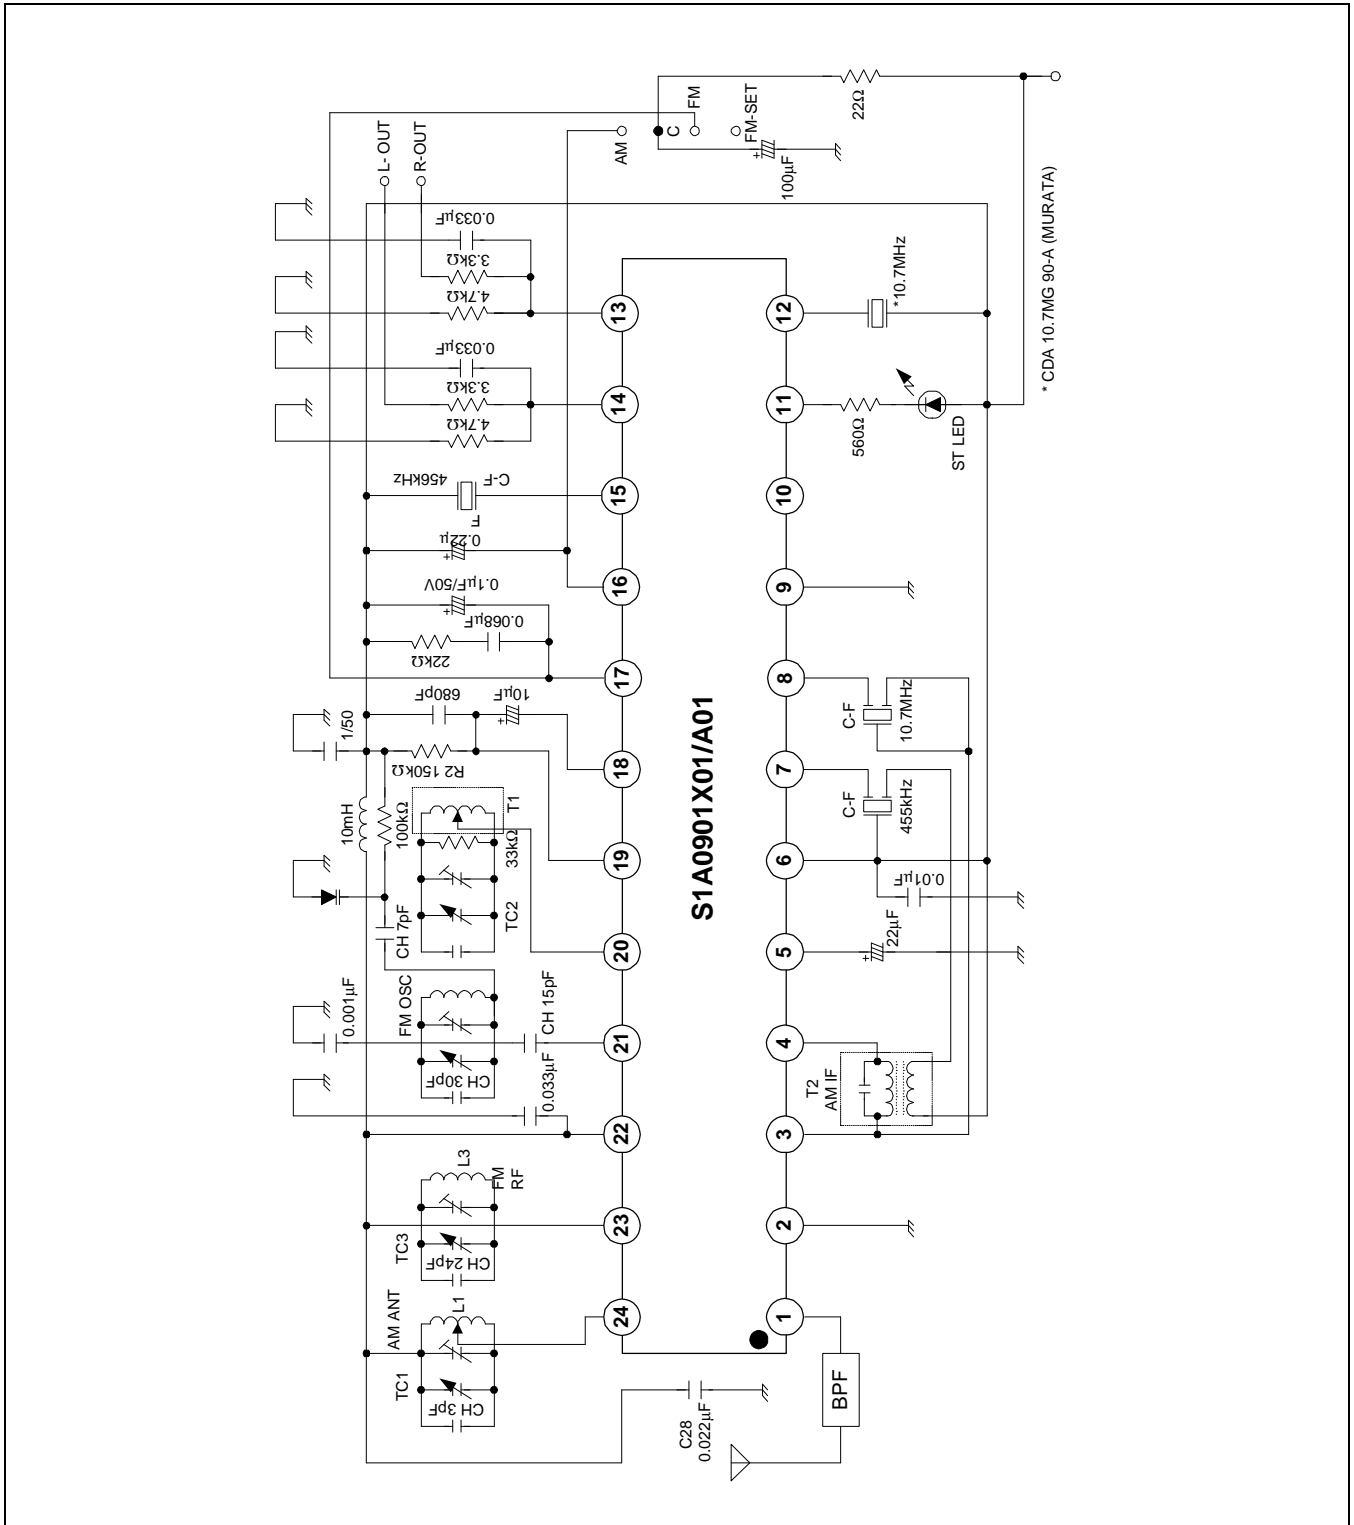 22Ω
AM
C
FM
FM-SET
+
100µF
L- OUT
R-OUT
* CDA 10.7MG 90-A (MURATA)
0.033µF
3.3kΩ
4.7kΩ
13
12
*10.7MHz
0.033µF
3.3kΩ
4.7kΩ
14
11
560Ω
ST LED
456kHz
C-F
F
15
10
0.22µ
+
16
9
0.1µF/50V
+
0.068µF
22kΩ
17
8
C-F
10.7MHz
S1A0901X01/A01
1/50
680pF
10µF
+
R2 150kΩ
18
7
C-F
455kHz
10mH
100kΩ
T1
33kΩ
19
6
0.01µF
CH 7pF
TC2
20
5
+
22µF
0.001µF
FM OSC
CH 15pF
CH 30pF
21
4
T2
AM IF
0.033µF
22
3
L3
FM
RF
TC3
CH 24pF
23
2
AM ANT
L1
TC1
CH 3pF
24
1
C28
0.022µF
BPF